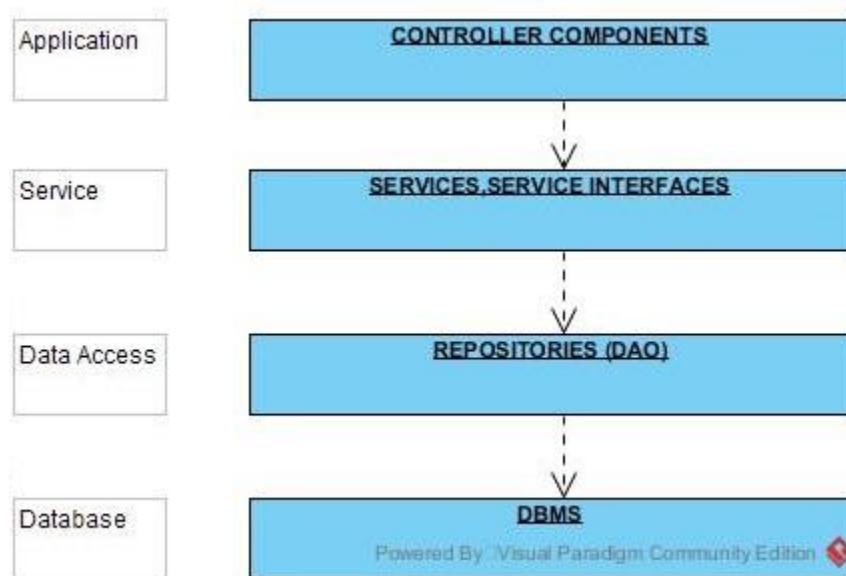 Application
CONTROLLER COMPONENTS
Service
SERVICES,SERVICE INTERFACES
Data Access
REPOSITORIES (DAO)
Database
DBMS
Powered By Visual Paradigm Community Edition